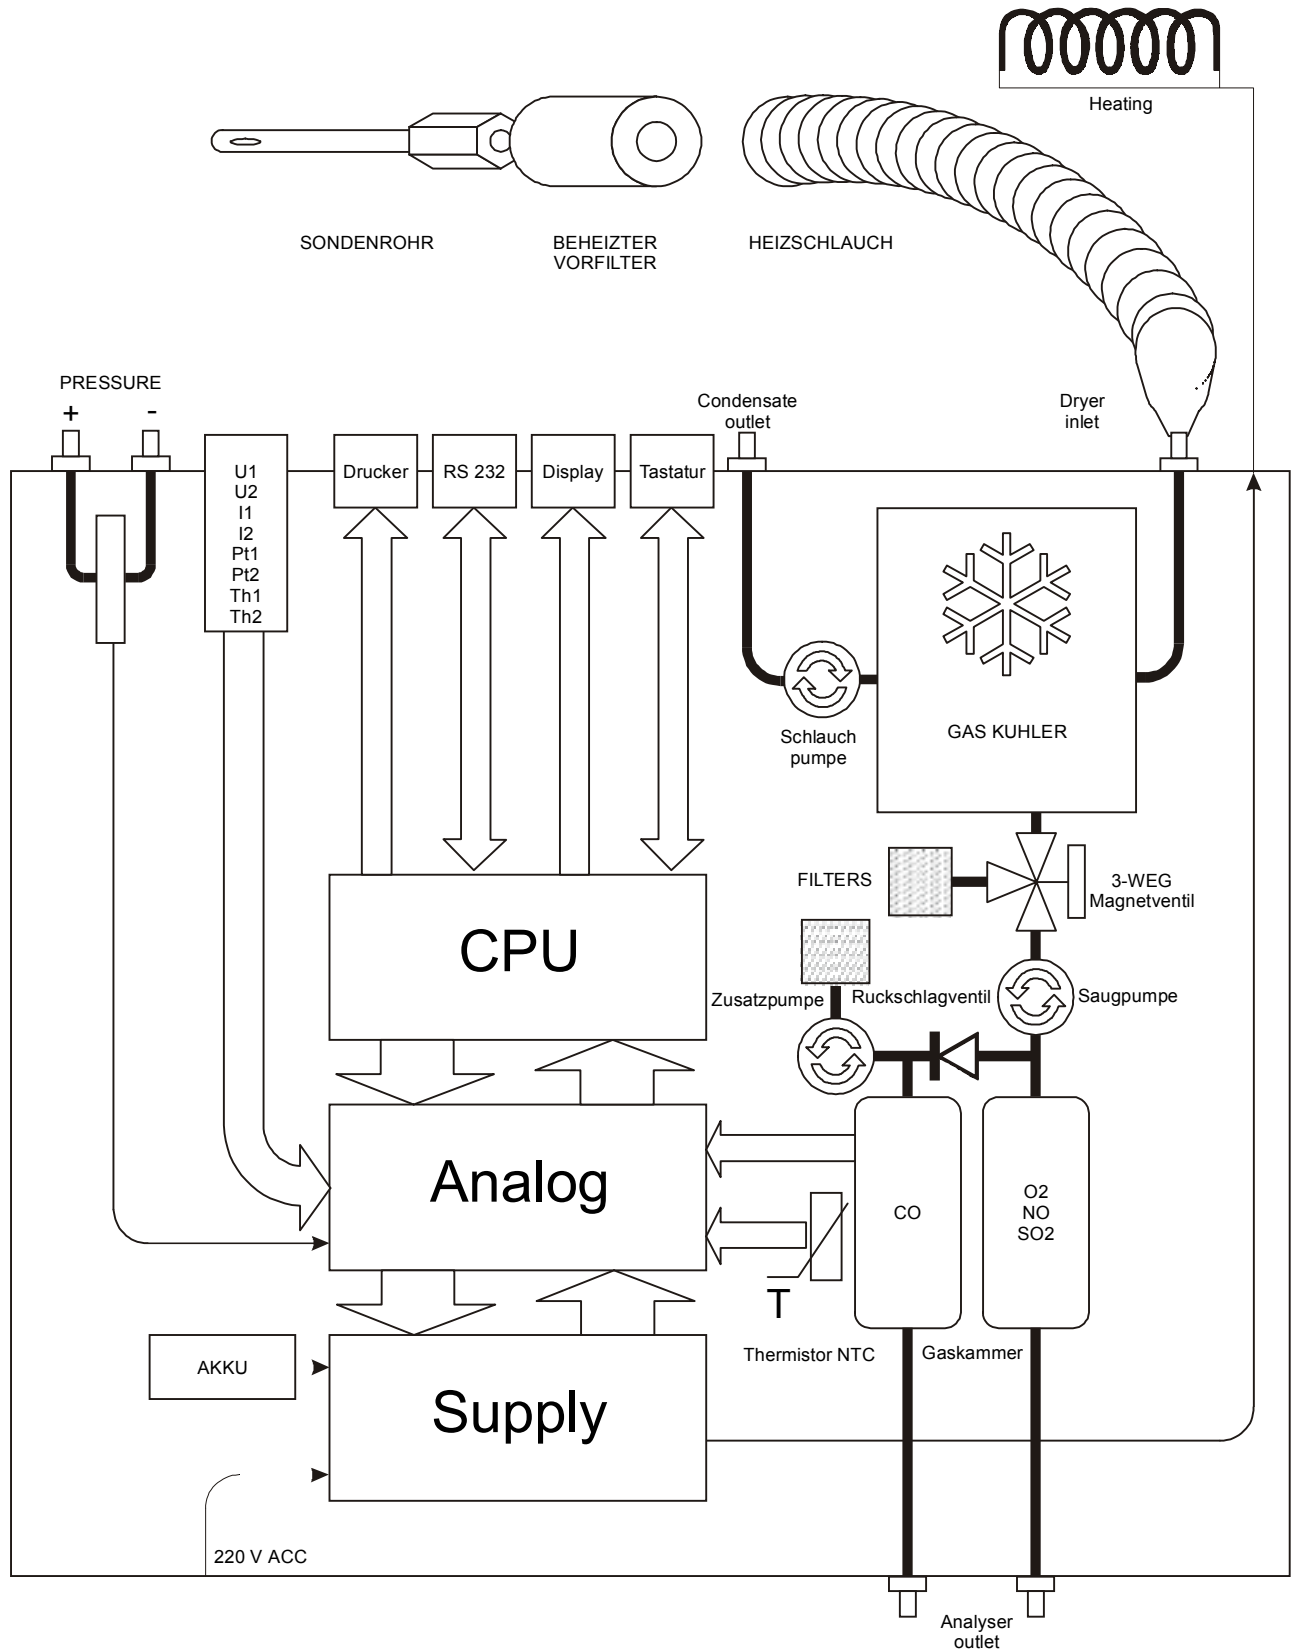 Heating
SONDENROHR
BEHEIZTER
VORFILTER
HEIZSCHLAUCH
PRESSURE
+ -
Condensate
outlet
Dryer
inlet
U1
U2
I1
I2
Pt1
Pt2
Th1
Th2
Drucker
RS 232
Display
Tastatur
Schlauch
pumpe
GAS KUHLER
FILTERS
3-WEG
Magnetventil
CPU
Zusatzpumpe
Ruckschlagventil
Saugpumpe
Analog
CO
O2
NO
SO2
T
Thermistor NTC
Gaskammer
AKKU
Supply
220 V ACC
Analyser
outlet